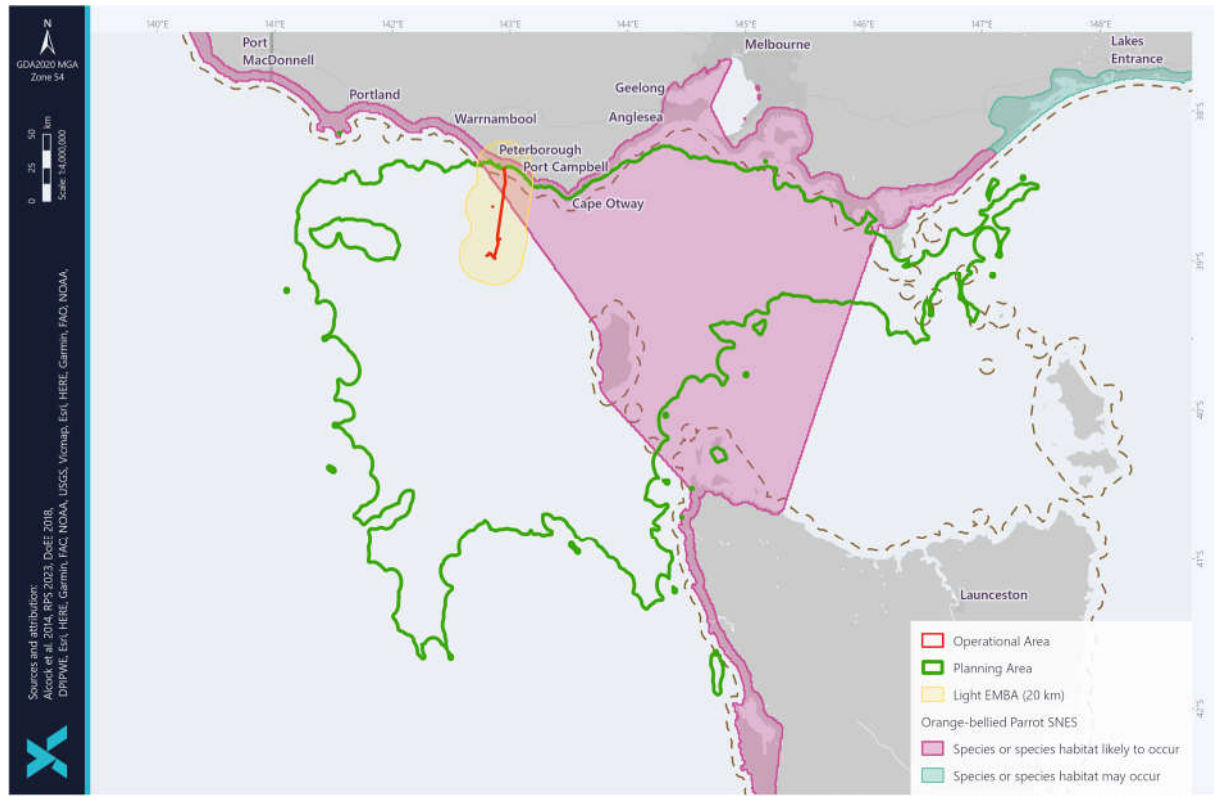 N
GDA2020 MGA
Zone 54
0 25 50
km
Scale: 1:4,000,000
Sources and attribution:
Alcock et al. 2014, RPS 2023, DoEE 2018,
DPIPWE, Esri, HERE, Garmin, FAO, NOAA, USGS, Vicmap, Esri, HERE, Garmin, FAO, NOAA,
140°E
141°E
142°E
143°E
144°E
145°E
146°E
147°E
148°E
38°S
39°S
40°S
41°S
42°S
Port
MacDonnell
Portland
Warrnambool
Peterborough
Port Campbell
Cape Otway
Anglesea
Geelong
Melbourne
Lakes
Entrance
Launceston
Operational Area
Planning Area
Light EMBA (20 km)
Orange-bellied Parrot SNES
Species or species habitat likely to occur
Species or species habitat may occur